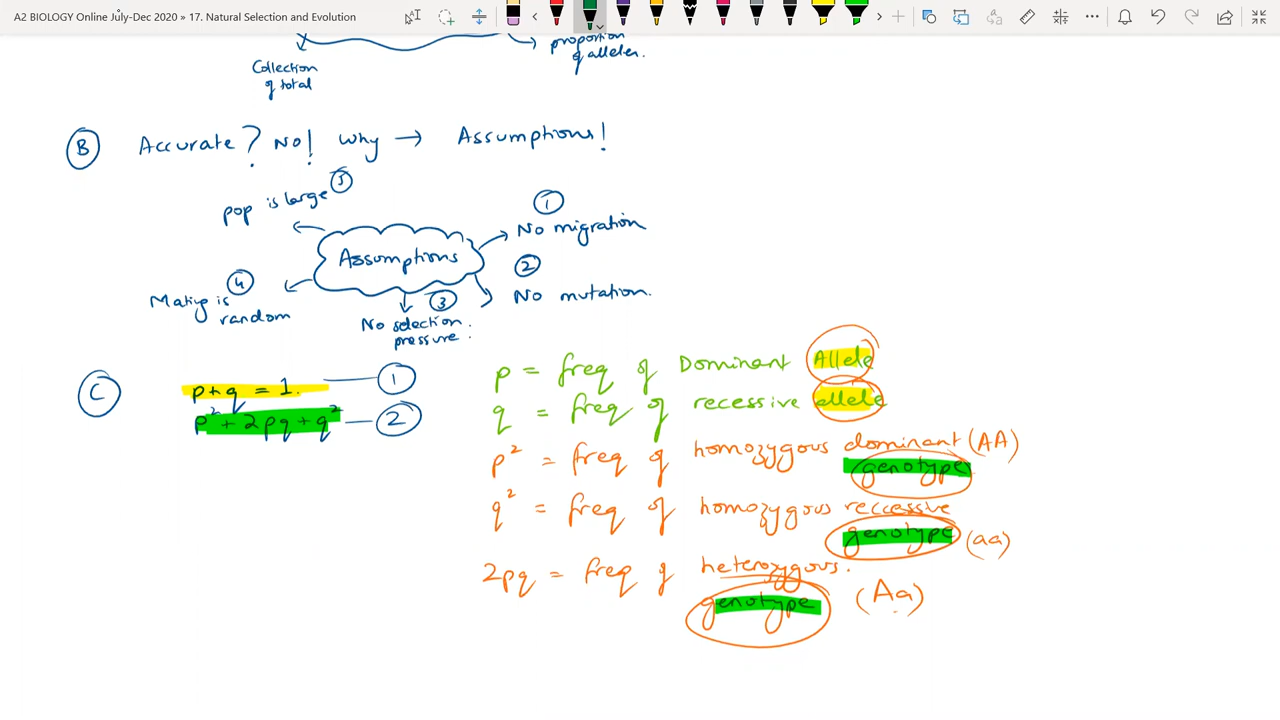 A2 BIOLOGY Online July-Dec 2020 » 17. Natural Selection and Evolution
proportion
of alleles.
Collection
of total
B Accurate? No! why → Assumptions!
pop is large 5
1
No migration
Assumptions
2
No mutation.
4
Mating is
random
3
No selection
pressure.
C
p+q = 1. 1
p² + 2pq + q² 2
p = freq of Dominant Allele
q = freq of recessive allele
p² = freq of homozygous dominant (AA)
genotype
q² = freq of homozygous reccessive
genotype (aa)
2pq = freq of heterozygous.
genotype (Aa)